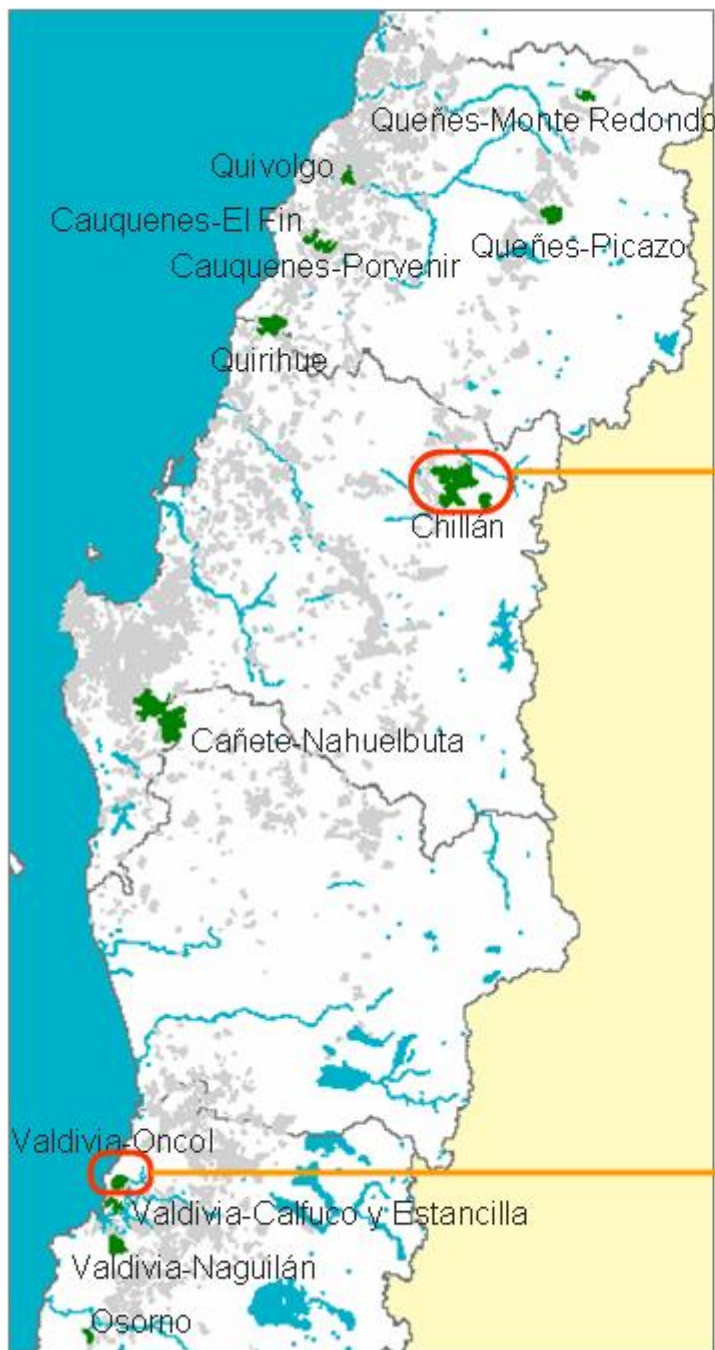 Queñes-Monte Redondo
Quivolgo
Cauquenes-El Fin
Queñes-Picazo
Cauquenes-Porvenir
Quirihue
Chillán
Cañete-Nahuelbuta
Valdivia-Oncol
Valdivia-Calfuco y Estancilla
Valdivia-Naguilán
Osorno